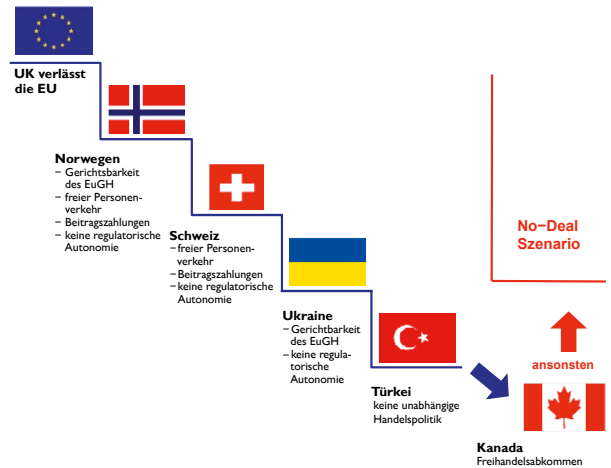 UK verlässt
die EU
Norwegen
– Gerichtsbarkeit
des EuGH
– freier Personen-
verkehr
– Beitragszahlungen
– keine regulatorische
Autonomie
Schweiz
– freier Personen-
verkehr
– Beitragszahlungen
– keine regulatorische
Autonomie
Ukraine
– Gerichtbarkeit
des EuGH
– keine regula-
torische
Autonomie
Türkei
keine unabhängige
Handelspolitik
No–Deal
Szenario
ansonsten
Kanada
Freihandelsabkommen